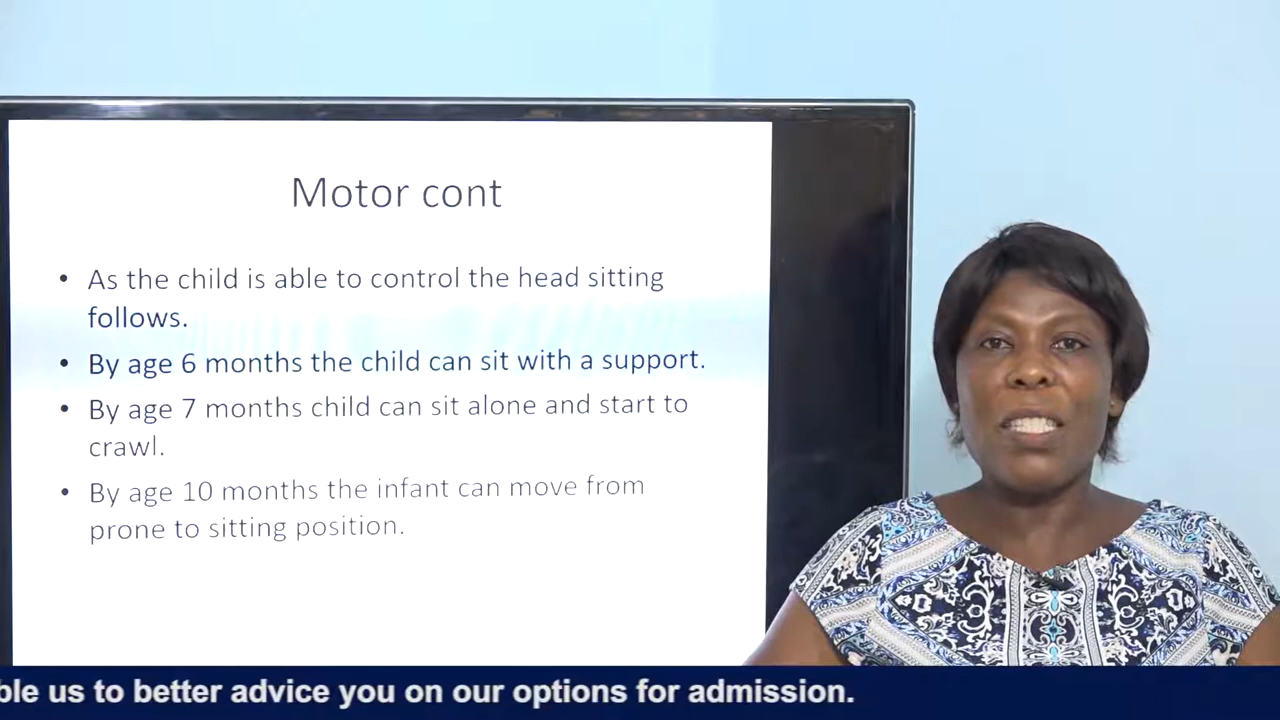 Motor cont
• As the child is able to control the head sitting
follows.
• By age 6 months the child can sit with a support.
• By age 7 months child can sit alone and start to
crawl.
• By age 10 months the infant can move from
prone to sitting position.
ble us to better advice you on our options for admission.